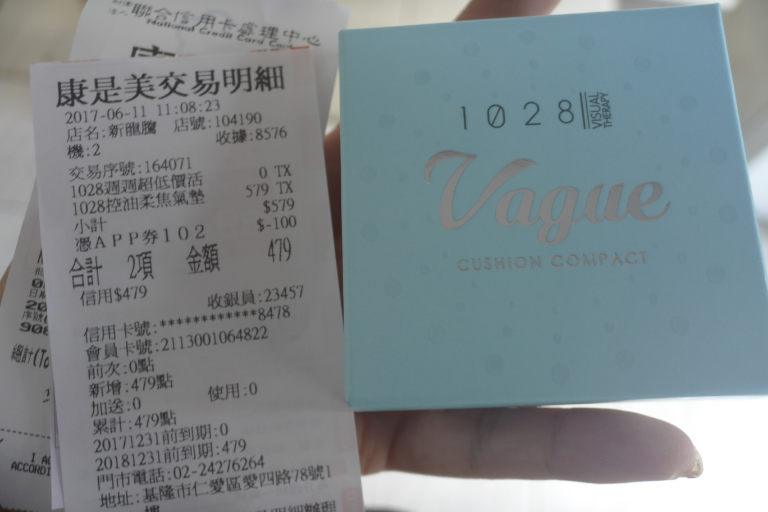 聯合信用卡處理中心
National Credit Card Cen
康是美交易明細
2017-06-11 11:08:23
店名:新龍騰 店號:104190
機:2 收據:8576
交易序號:164071
1028週週超低價活 0 TX
1028控油柔焦氣墊 579 TX
小計 $579
憑APP券102 $-100
合計 2項 金額 479
信用$479 收銀員:23457
信用卡號:************8478
會員卡號:2113001064822
前次:0點
新增:479點
加送:0 使用:0
累計:479點
20171231前到期:0
20181231前到期:479
門市電話:02-24276264
地址:基隆市仁愛區愛四路78號1
樓
1028 VISUAL THERAPY
Vague
CUSHION COMPACT
I A
ACCORDI